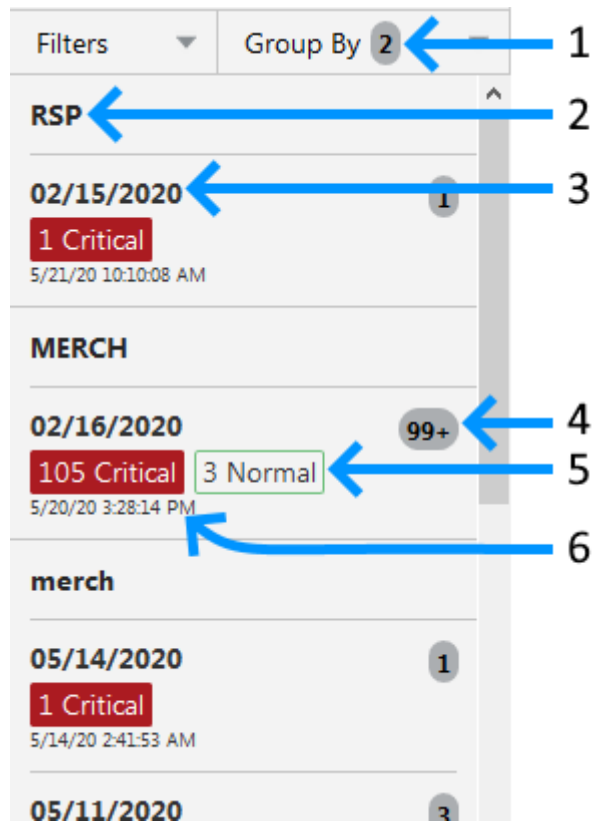 Filters Group By 2 1
RSP 2
02/15/2020 1 3
1 Critical
5/21/20 10:10:08 AM
MERCH
02/16/2020 99+ 4
105 Critical 3 Normal 5
5/20/20 3:28:14 PM
6
merch
05/14/2020 1
1 Critical
5/14/20 2:41:53 AM
05/11/2020 3